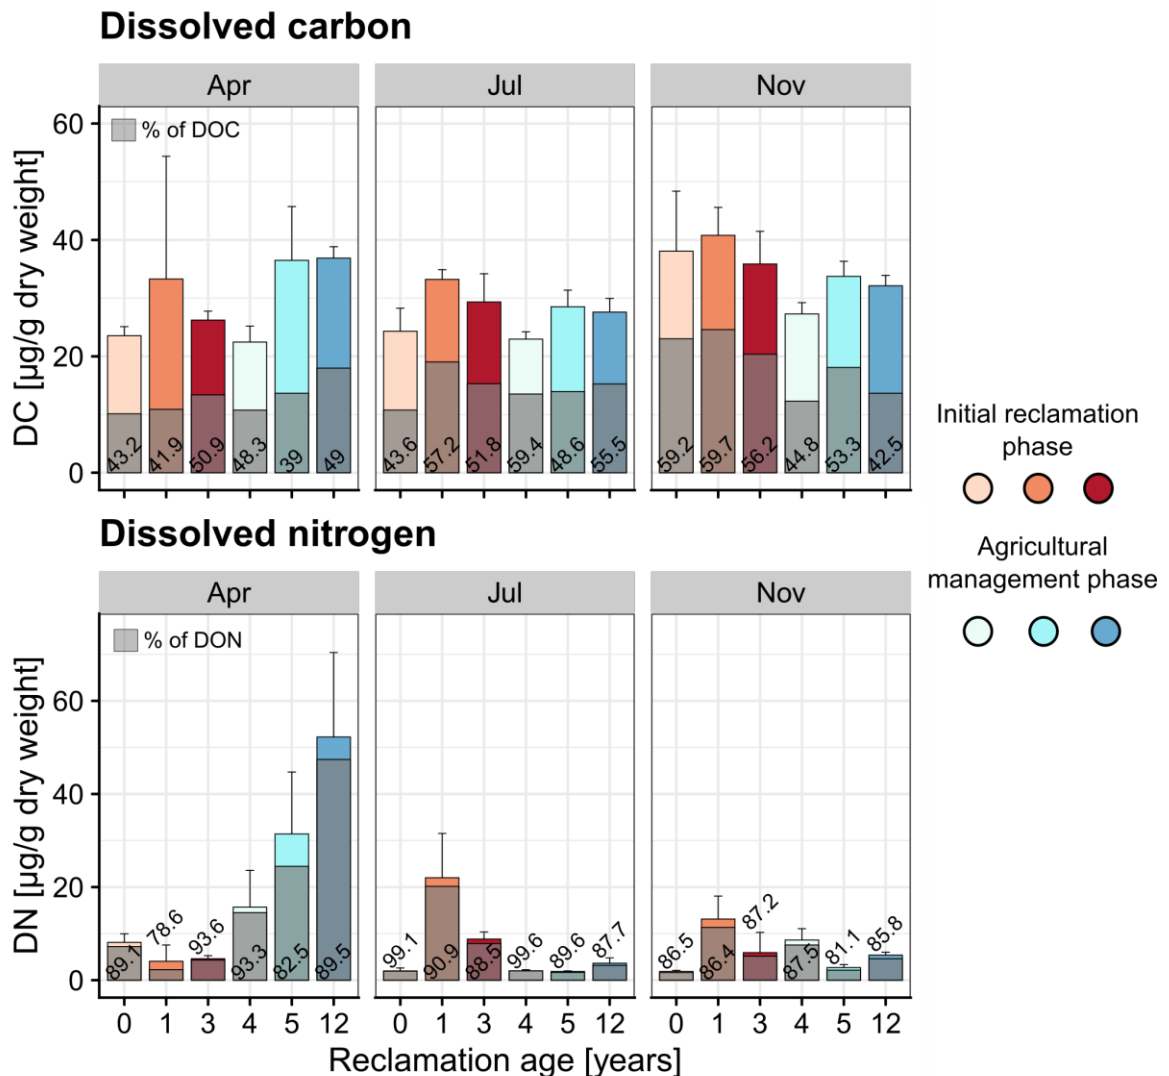 Dissolved carbon
Apr
Jul
Nov
% of DOC
DC [µg/g dry weight]
60
40
20
0
43.2
41.9
50.9
48.3
39
49
43.6
57.2
51.8
59.4
48.6
55.5
59.2
59.7
56.2
44.8
53.3
42.5
Initial reclamation
phase
Agricultural
management phase
Dissolved nitrogen
Apr
Jul
Nov
% of DON
DN [µg/g dry weight]
60
40
20
0
89.1
78.6
93.6
93.3
82.5
89.5
99.1
90.9
88.5
99.6
89.6
87.7
86.5
86.4
87.2
87.5
81.1
85.8
0 1 3 4 5 12
0 1 3 4 5 12
0 1 3 4 5 12
Reclamation age [years]